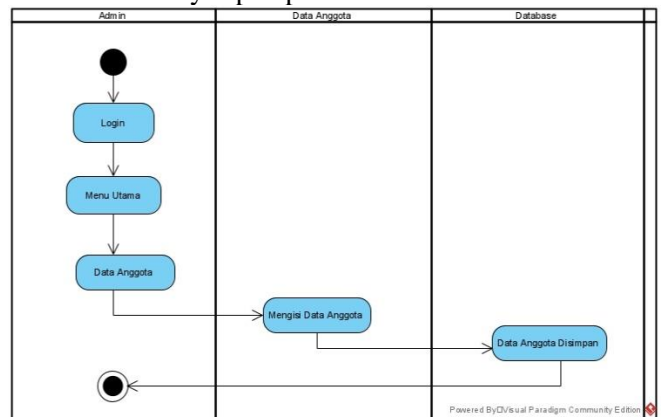 Admin
Data Anggota
Database
Login
Menu Utama
Data Anggota
Mengisi Data Anggota
Data Anggota Disimpan
Powered By Visual Paradigm Community Edition